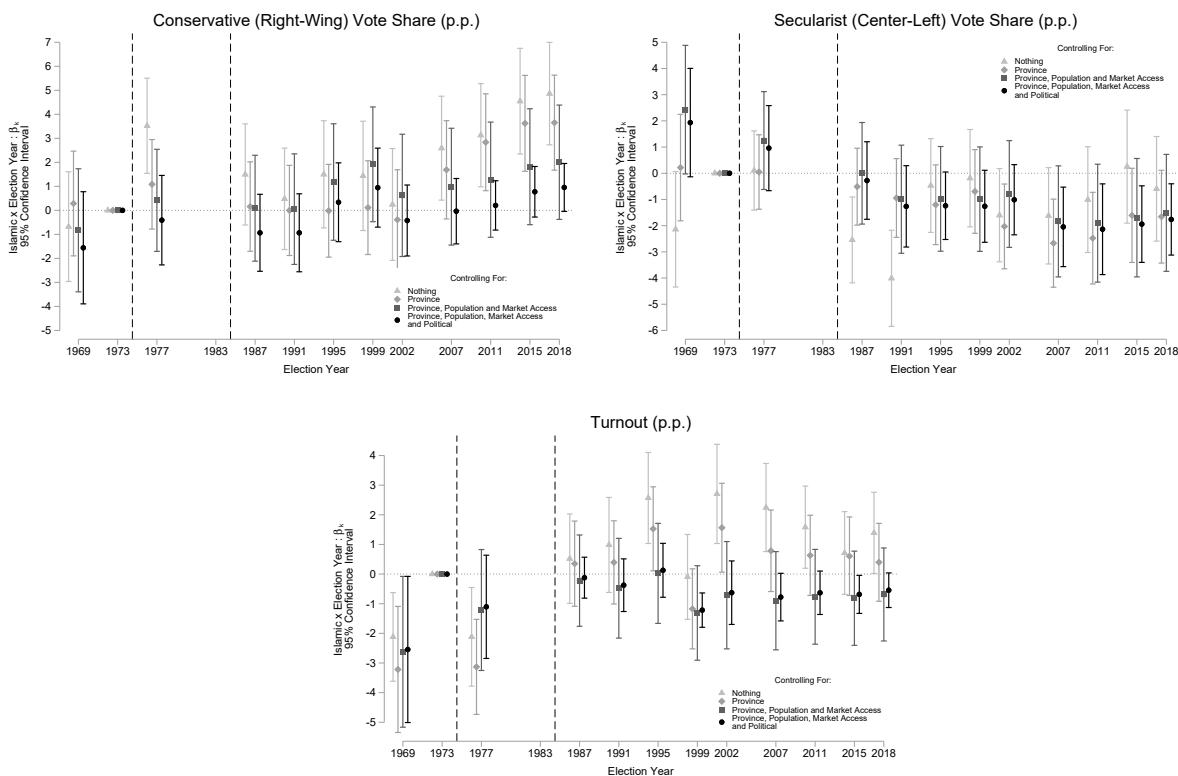 Conservative (Right-Wing) Vote Share (p.p.)
7
6
5
4
3
2
1
0
-1
-2
-3
-4
-5
Islamic x Election Year : βk
95% Confidence Interval
Controlling For:
Nothing
Province
Province, Population and Market Access
Province, Population, Market Access
and Political
1969 1973 1977 1983 1987 1991 1995 1999 2002 2007 2011 2015 2018
Election Year
Secularist (Center-Left) Vote Share (p.p.)
5
4
3
2
1
0
-1
-2
-3
-4
-5
-6
Islamic x Election Year : βk
95% Confidence Interval
Controlling For:
Nothing
Province
Province, Population and Market Access
Province, Population, Market Access
and Political
1969 1973 1977 1983 1987 1991 1995 1999 2002 2007 2011 2015 2018
Election Year
Turnout (p.p.)
4
3
2
1
0
-1
-2
-3
-4
-5
Islamic x Election Year : βk
95% Confidence Interval
Controlling For:
Nothing
Province
Province, Population and Market Access
Province, Population, Market Access
and Political
1969 1973 1977 1983 1987 1991 1995 1999 2002 2007 2011 2015 2018
Election Year